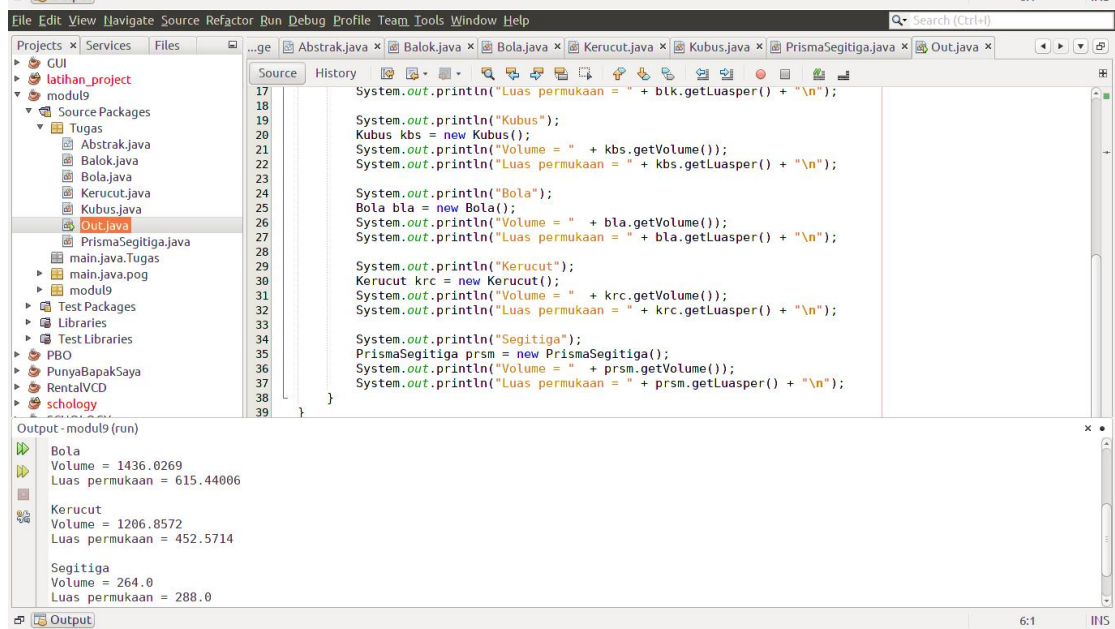 File Edit View Navigate Source Refactor Run Debug Profile Team Tools Window Help Search (Ctrl+I)
Projects × Services Files
...ge Abstrak.java × Balok.java × Bola.java × Kerucut.java × Kubus.java × PrismaSegitiga.java × Out.java ×
GUI
latihan_project
modul9
Source Packages
Tugas
Abstrak.java
Balok.java
Bola.java
Kerucut.java
Kubus.java
Out.java
PrismaSegitiga.java
main.java.Tugas
main.java.pog
modul9
Test Packages
Libraries
Test Libraries
PBO
PunyaBapakSaya
RentalVCD
schology
Source History
17 System.out.println("Luas permukaan = " + blk.getLuasper() + "\n");
18
19 System.out.println("Kubus");
20 Kubus kbs = new Kubus();
21 System.out.println("Volume = " + kbs.getVolume());
22 System.out.println("Luas permukaan = " + kbs.getLuasper() + "\n");
23
24 System.out.println("Bola");
25 Bola bla = new Bola();
26 System.out.println("Volume = " + bla.getVolume());
27 System.out.println("Luas permukaan = " + bla.getLuasper() + "\n");
28
29 System.out.println("Kerucut");
30 Kerucut krc = new Kerucut();
31 System.out.println("Volume = " + krc.getVolume());
32 System.out.println("Luas permukaan = " + krc.getLuasper() + "\n");
33
34 System.out.println("Segitiga");
35 PrismaSegitiga prsm = new PrismaSegitiga();
36 System.out.println("Volume = " + prsm.getVolume());
37 System.out.println("Luas permukaan = " + prsm.getLuasper() + "\n");
38 }
39 }
Output - modul9 (run)
Bola
Volume = 1436.0269
Luas permukaan = 615.44006
Kerucut
Volume = 1206.8572
Luas permukaan = 452.5714
Segitiga
Volume = 264.0
Luas permukaan = 288.0
Output 6:1 INS